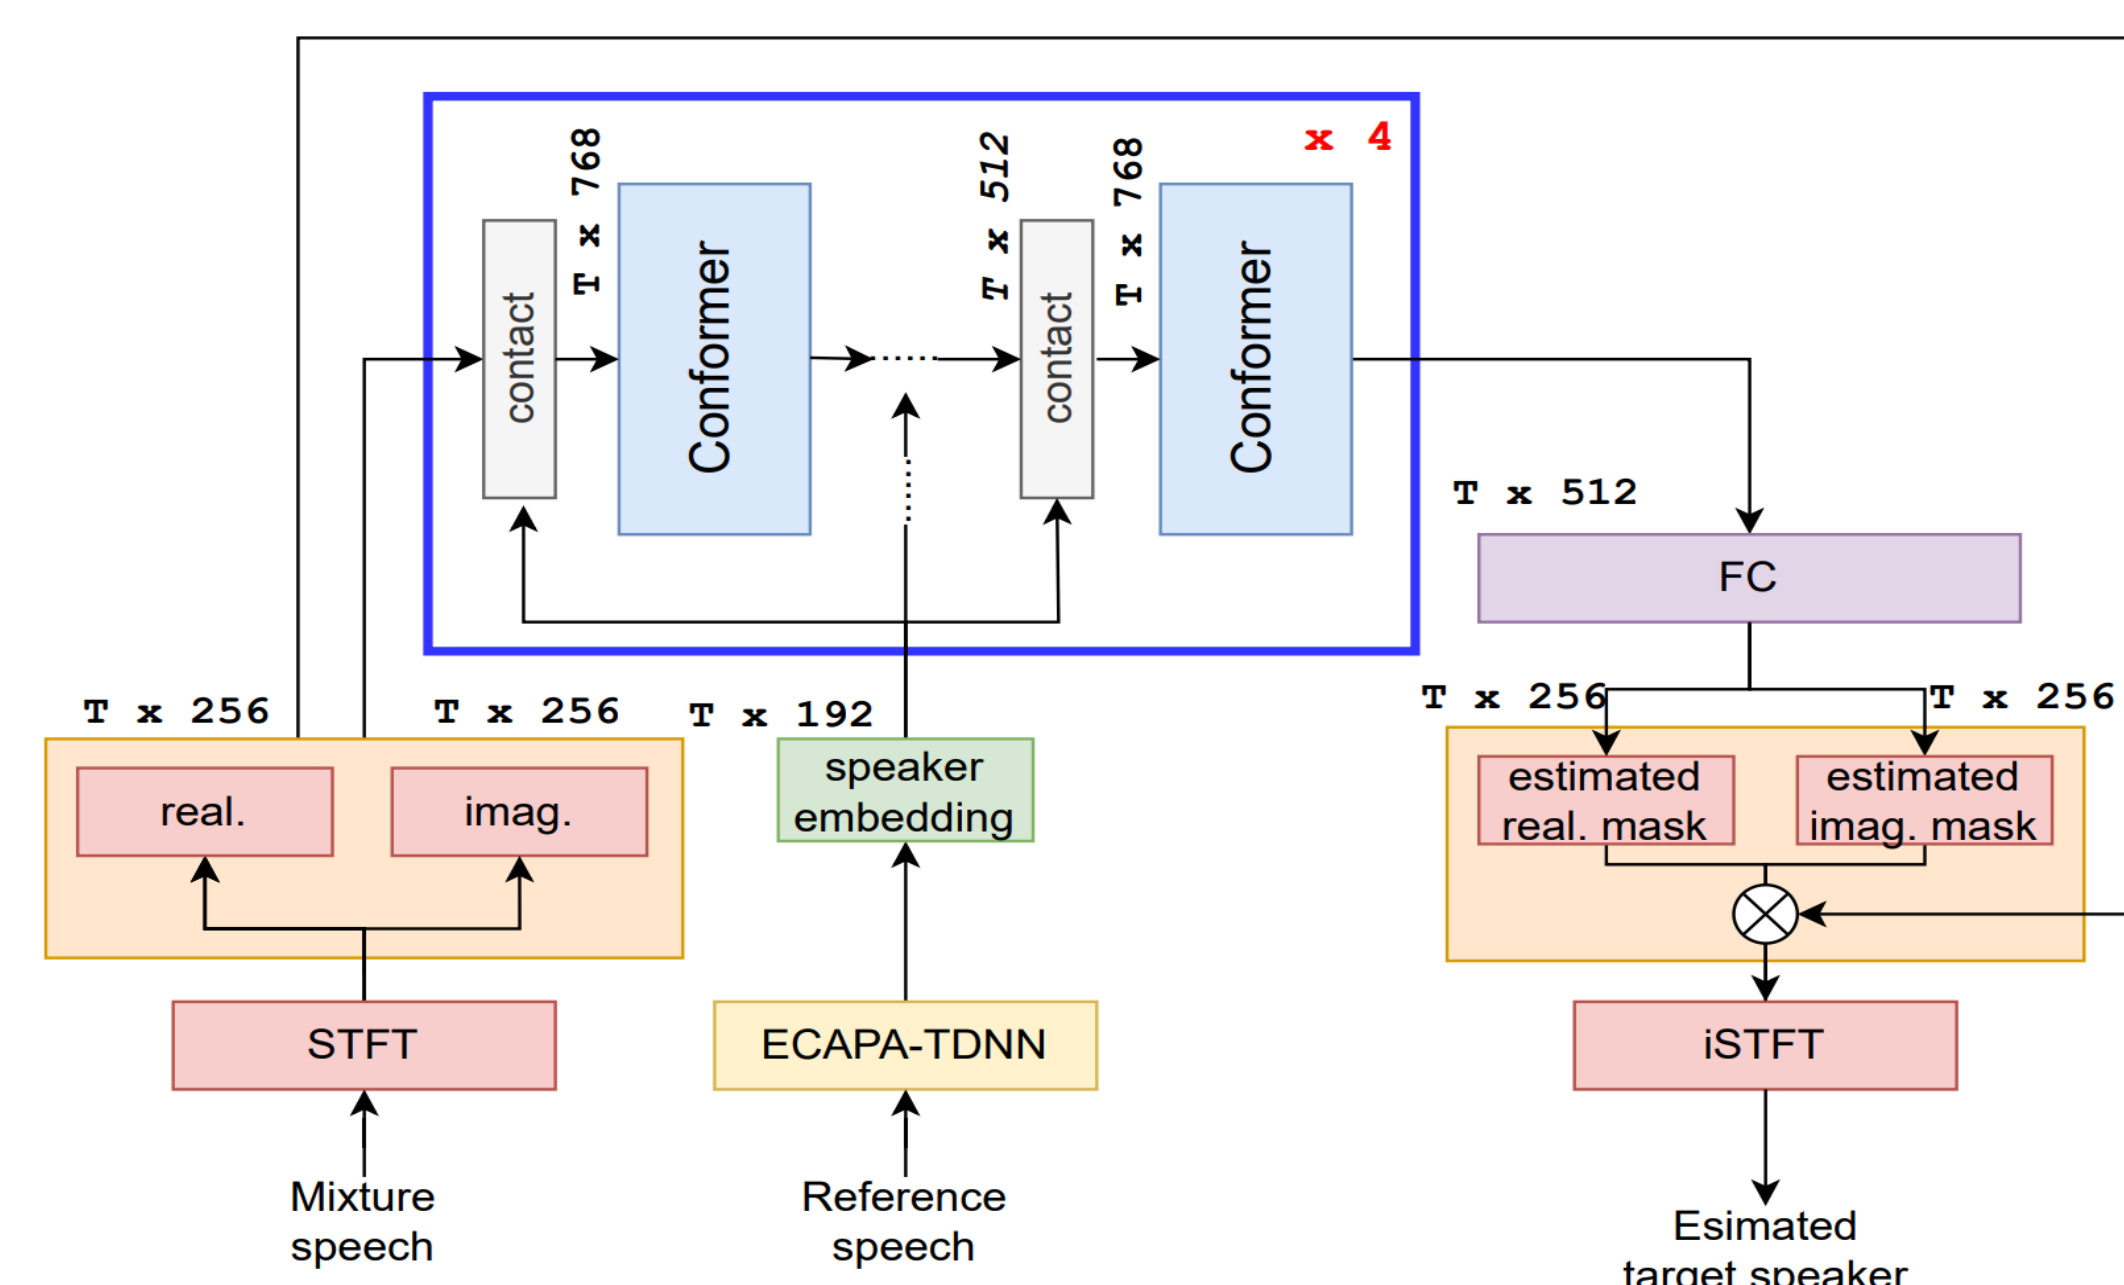 x 4
T x 768
T x 512
T x 768
contact
Conformer
contact
Conformer
T x 512
FC
T x 256
T x 256
T x 192
T x 256
T x 256
real.
imag.
speaker
embedding
estimated
real. mask
estimated
imag. mask
STFT
ECAPA-TDNN
iSTFT
Mixture
speech
Reference
speech
Esimated
target speaker